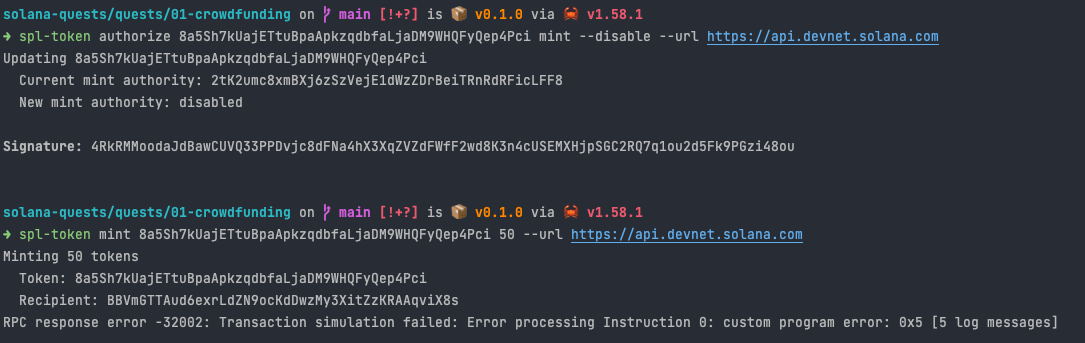 solana-quests/quests/01-crowdfunding on main [!+?] is 📦 v0.1.0 via 🦀 v1.58.1
➜ spl-token authorize 8a5Sh7kUajETtuBpaApkzqdbfaLjaDM9WHQFyQep4Pci mint --disable --url https://api.devnet.solana.com
Updating 8a5Sh7kUajETtuBpaApkzqdbfaLjaDM9WHQFyQep4Pci
  Current mint authority: 2tK2umc8xmBXj6zSzVejE1dWzZDrBeiTRnRdRFicLFF8
  New mint authority: disabled
Signature: 4RkRMMoodaJdBawCUVQ33PPDvjc8dFNa4hX3XqZVZdFWfF2wd8K3n4cUSEMXHjpSGC2RQ7q1ou2d5Fk9PGzi48ou
solana-quests/quests/01-crowdfunding on main [!+?] is 📦 v0.1.0 via 🦀 v1.58.1
➜ spl-token mint 8a5Sh7kUajETtuBpaApkzqdbfaLjaDM9WHQFyQep4Pci 50 --url https://api.devnet.solana.com
Minting 50 tokens
  Token: 8a5Sh7kUajETtuBpaApkzqdbfaLjaDM9WHQFyQep4Pci
  Recipient: BBVmGTTAud6exrLdZN9ocKdDwzMy3XitZzKRAAqviX8s
RPC response error -32002: Transaction simulation failed: Error processing Instruction 0: custom program error: 0x5 [5 log messages]